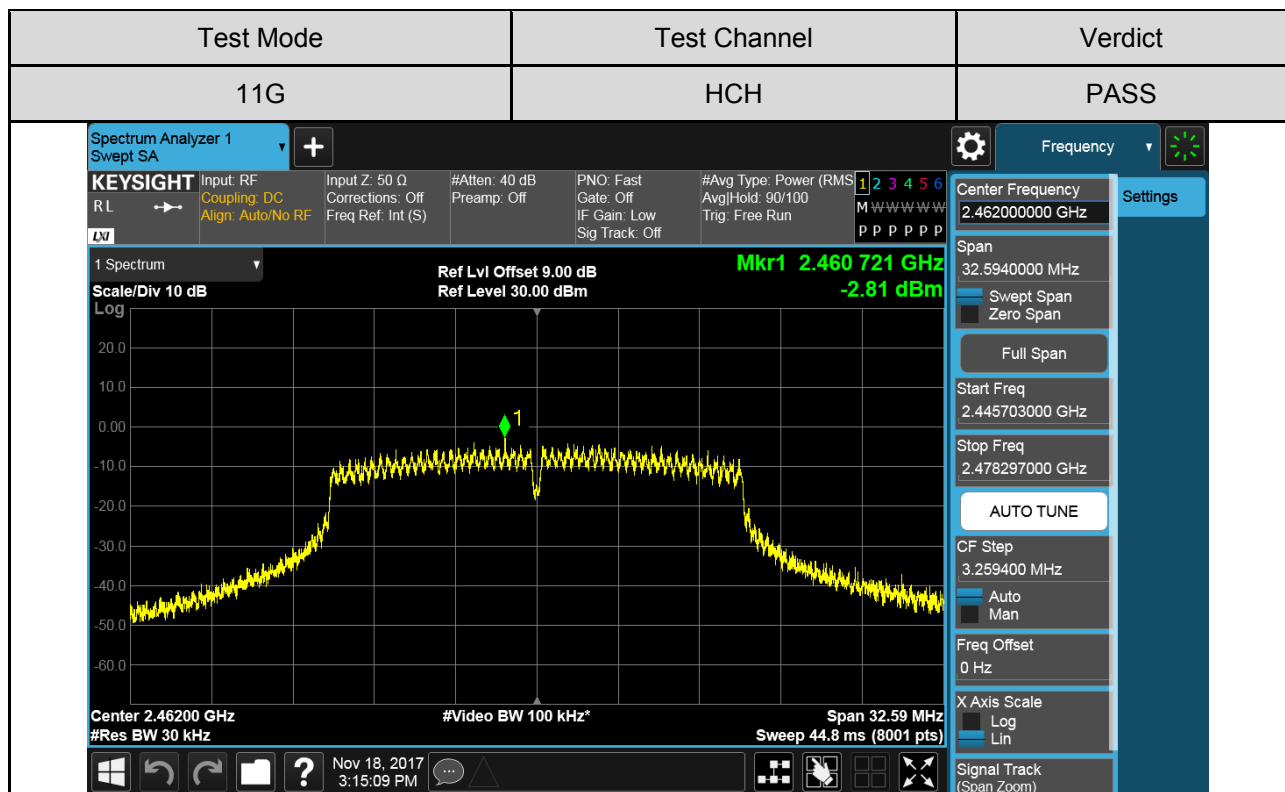 Test Mode Test Channel Verdict
11G HCH PASS
Spectrum Analyzer 1
Swept SA
+
Frequency
KEYSIGHT
R L
LXI
Input: RF
Coupling: DC
Align: Auto/No RF
Input Z: 50 Ω
Corrections: Off
Freq Ref: Int (S)
#Atten: 40 dB
Preamp: Off
PNO: Fast
Gate: Off
IF Gain: Low
Sig Track: Off
#Avg Type: Power (RMS
Avg|Hold: 90/100
Trig: Free Run
1 2 3 4 5 6
M W W W W W
P P P P P P
Center Frequency
2.462000000 GHz
Settings
Span
32.5940000 MHz
Swept Span
Zero Span
Full Span
Start Freq
2.445703000 GHz
Stop Freq
2.478297000 GHz
AUTO TUNE
CF Step
3.259400 MHz
Auto
Man
Freq Offset
0 Hz
X Axis Scale
Log
Lin
Signal Track
(Span Zoom)
1 Spectrum
Scale/Div 10 dB
Log
Ref Lvl Offset 9.00 dB
Ref Level 30.00 dBm
Mkr1 2.460 721 GHz
-2.81 dBm
20.0
10.0
0.00
-10.0
-20.0
-30.0
-40.0
-50.0
-60.0
1
Center 2.46200 GHz
#Res BW 30 kHz
#Video BW 100 kHz*
Span 32.59 MHz
Sweep 44.8 ms (8001 pts)
?
Nov 18, 2017
3:15:09 PM